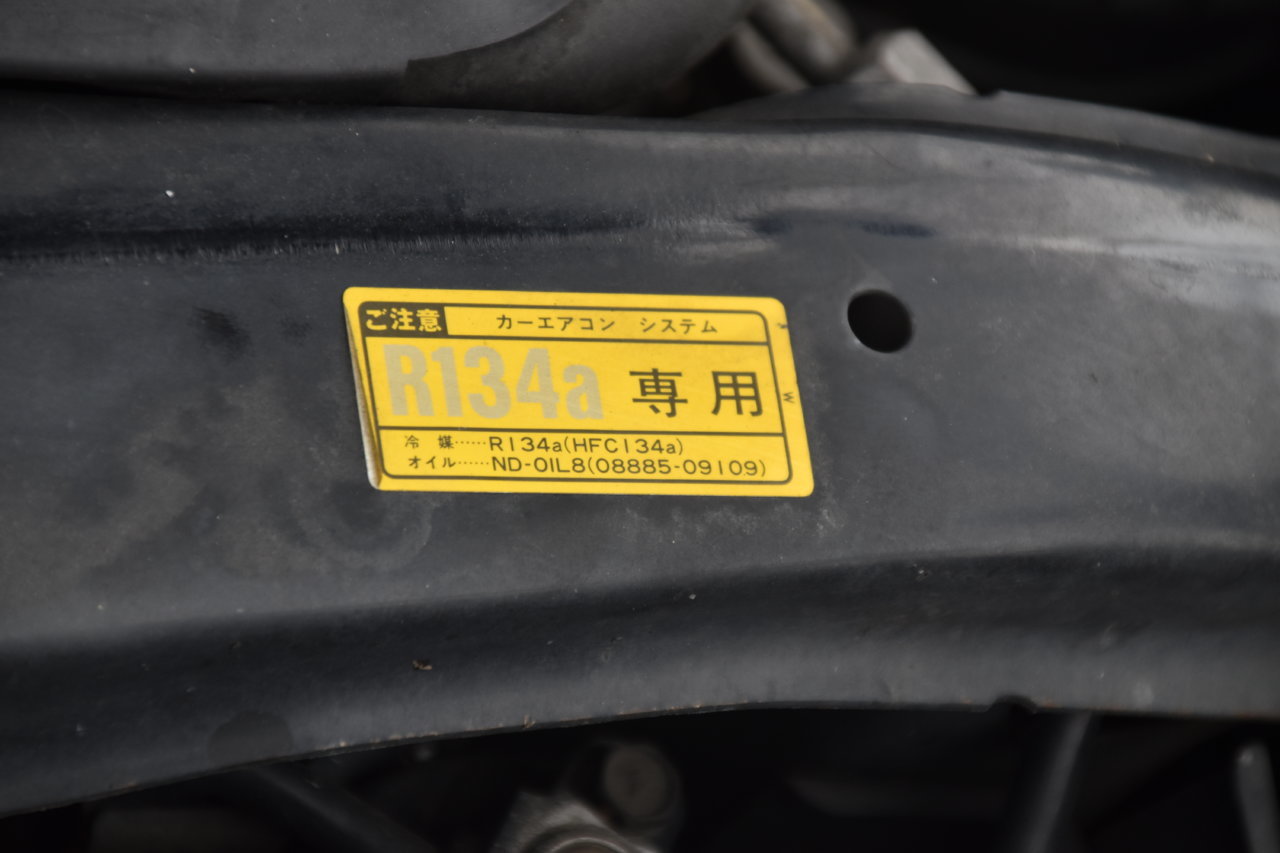 ご注意 カーエアコン システム
R134a 専用
冷 媒……R134a(HFC134a)
オイル……ND-OIL8(08885-09109)
W